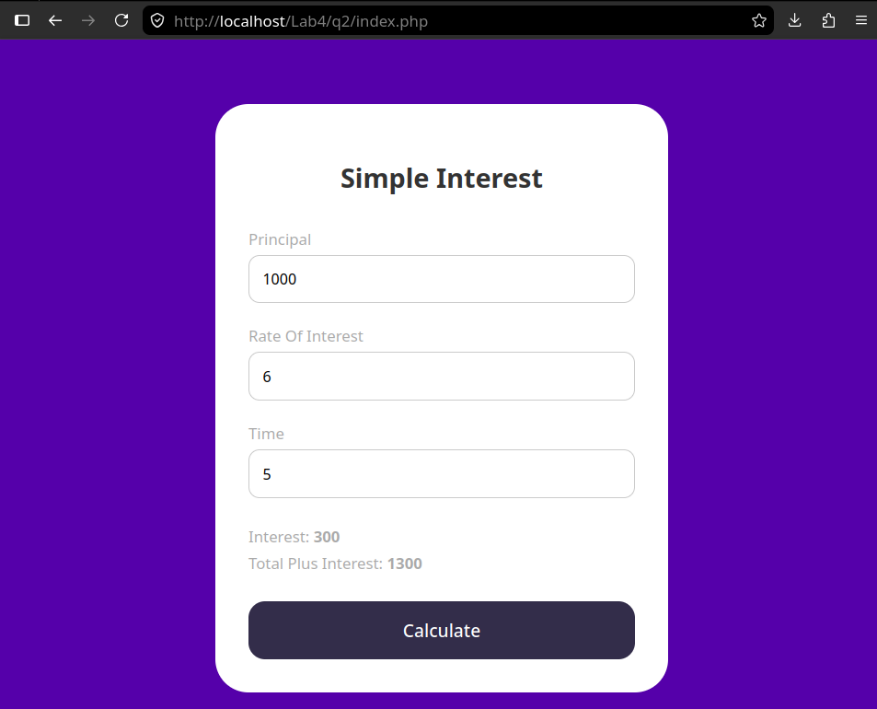 http://localhost/Lab4/q2/index.php
Simple Interest
Principal
1000
Rate Of Interest
6
Time
5
Interest: 300
Total Plus Interest: 1300
Calculate